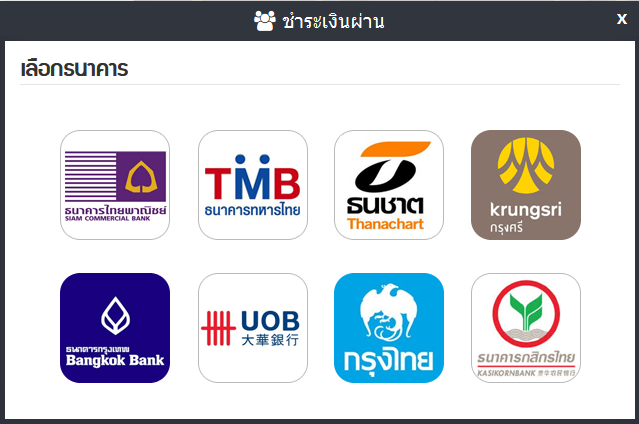 ชำระเงินผ่าน
x
เลือกธนาคาร
ธนาคารไทยพาณิชย์
SIAM COMMERCIAL BANK
TMB
ธนาคารทหารไทย
ธนชาต
Thanachart
krungsri
กรุงศรี
ธนาคารกรุงเทพ
Bangkok Bank
UOB
大華銀行
กรุงไทย
ธนาคารกสิกรไทย
KASIKORNBANK